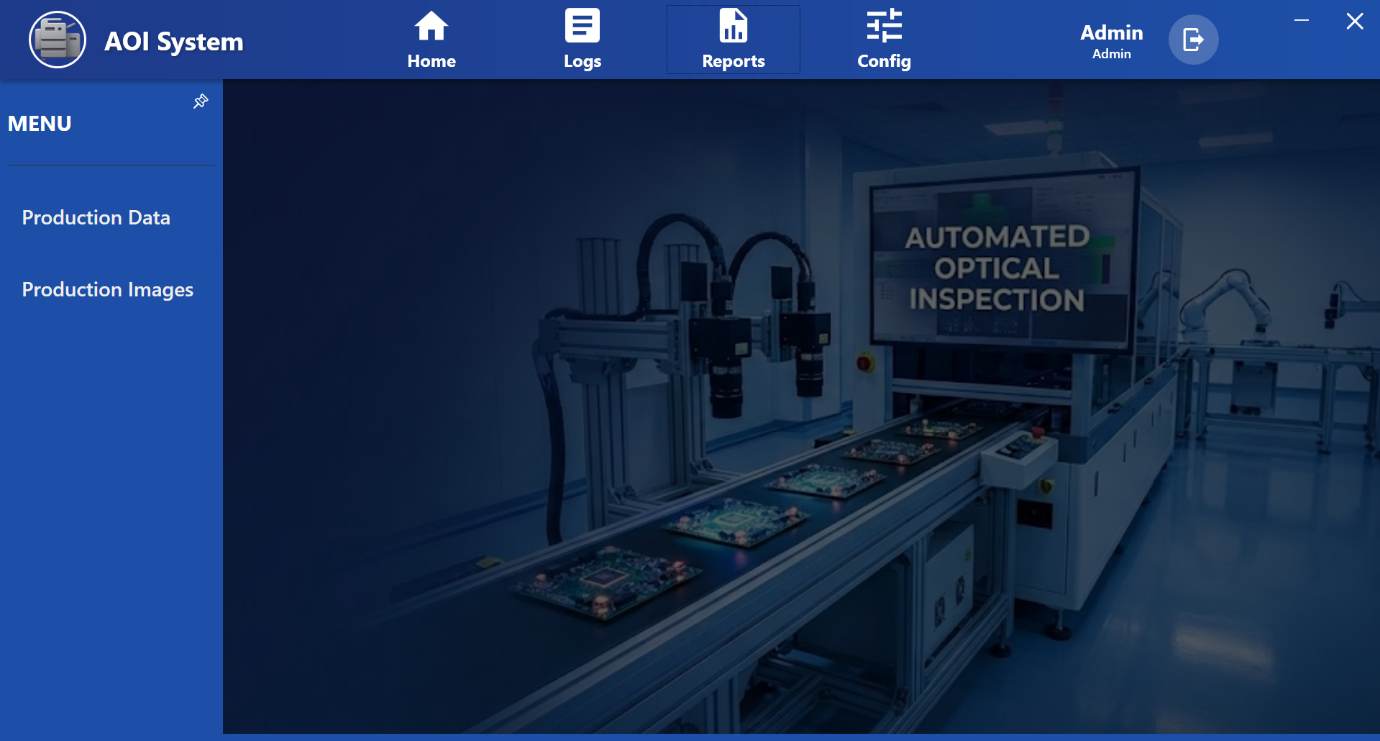 AOI System
Home
Logs
Reports
Config
Admin
Admin
MENU
Production Data
Production Images
AUTOMATED
OPTICAL
INSPECTION